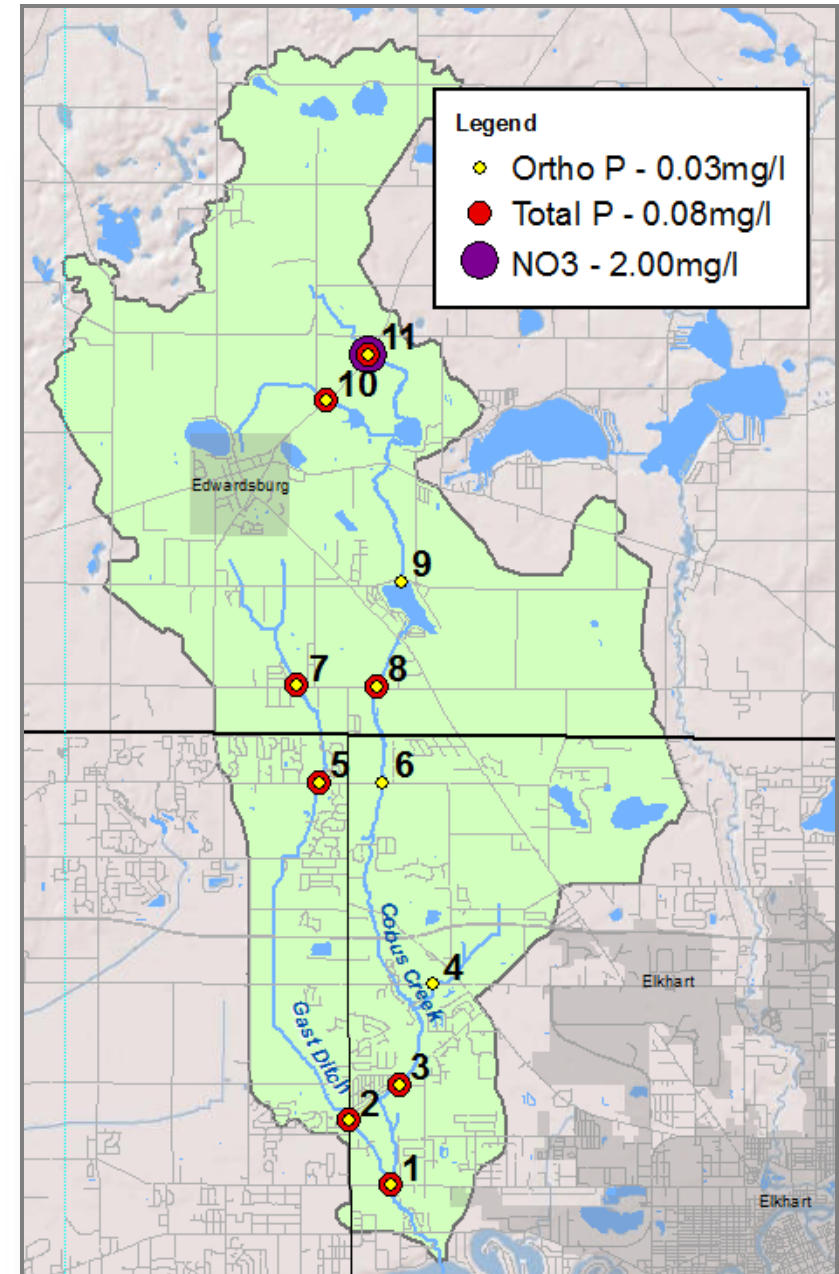 Legend
Ortho P - 0.03mg/l
Total P - 0.08mg/l
NO3 - 2.00mg/l
11
10
Edwardsburg
9
7
8
5
6
Cobus Creek
4
Elkhart
Gast Ditch
3
2
1
Elkhart